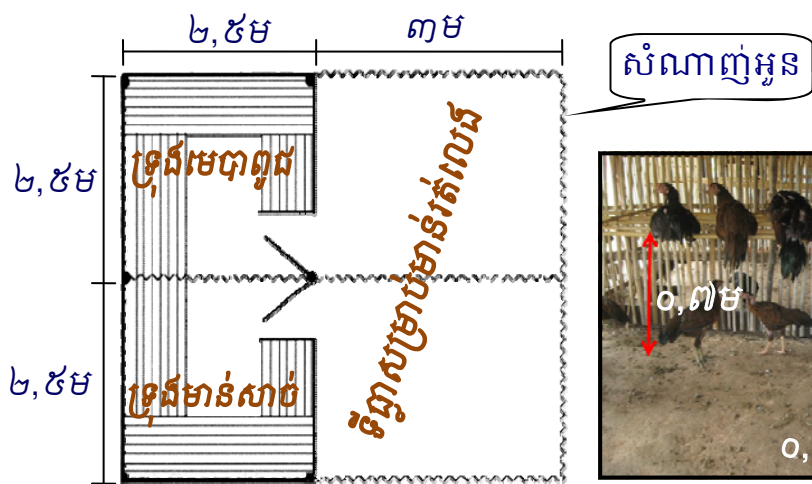 ២,៥ម
៣ម
សំណាញ់អួន
២,៥ម
ទ្រុងមេបាពូជ
ទីធ្លាសម្រាប់មាន់រត់លេង
០,៧ម
២,៥ម
ទ្រុងមាន់សាច់
០,